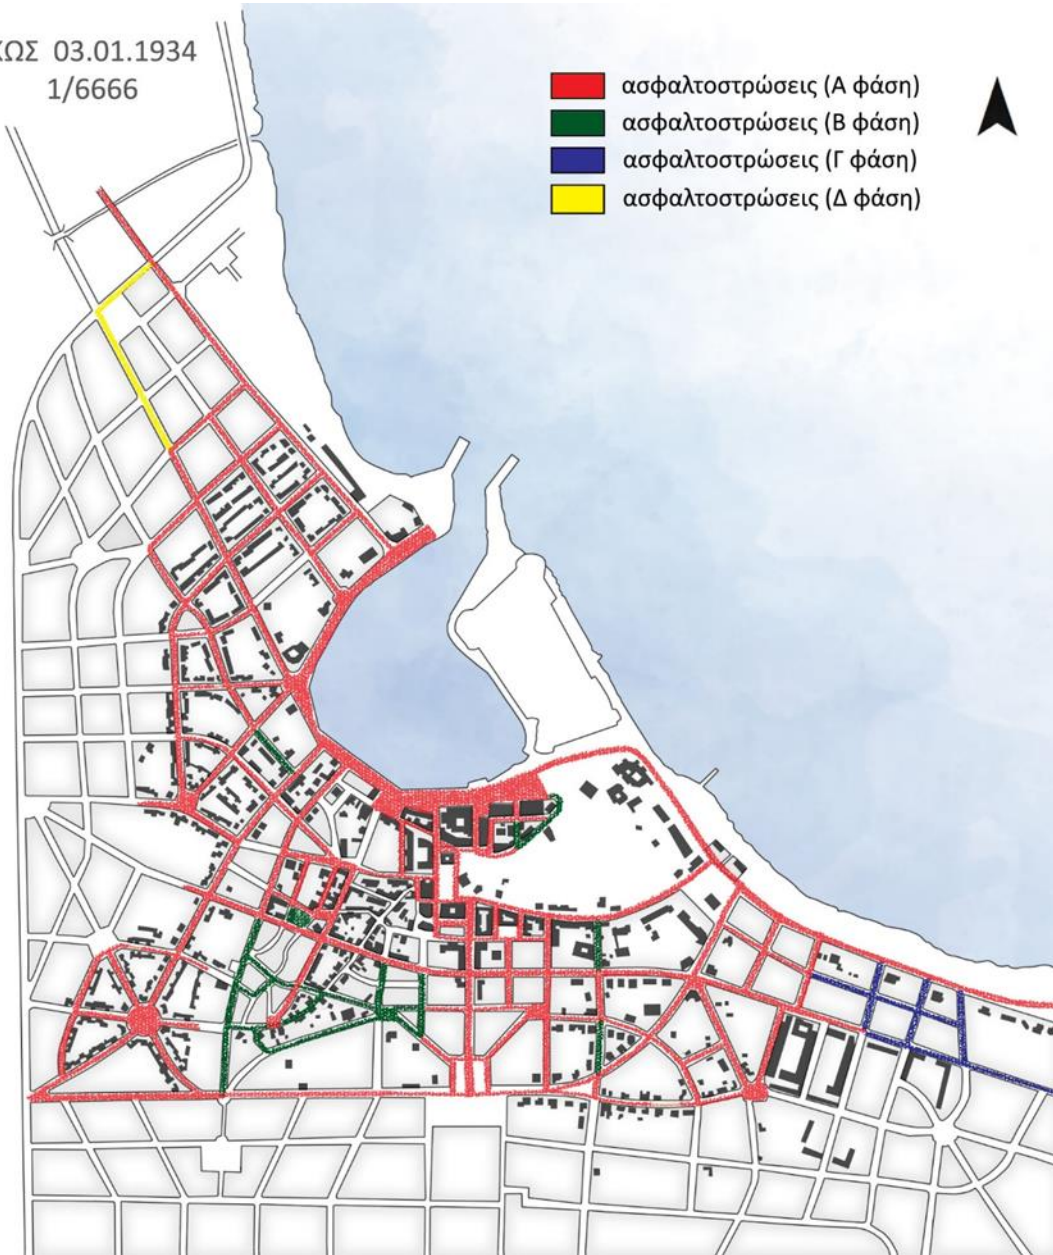 ΚΩΣ 03.01.1934
1/6666
ασφαλτοστρώσεις (Α φάση)
ασφαλτοστρώσεις (Β φάση)
ασφαλτοστρώσεις (Γ φάση)
ασφαλτοστρώσεις (Δ φάση)